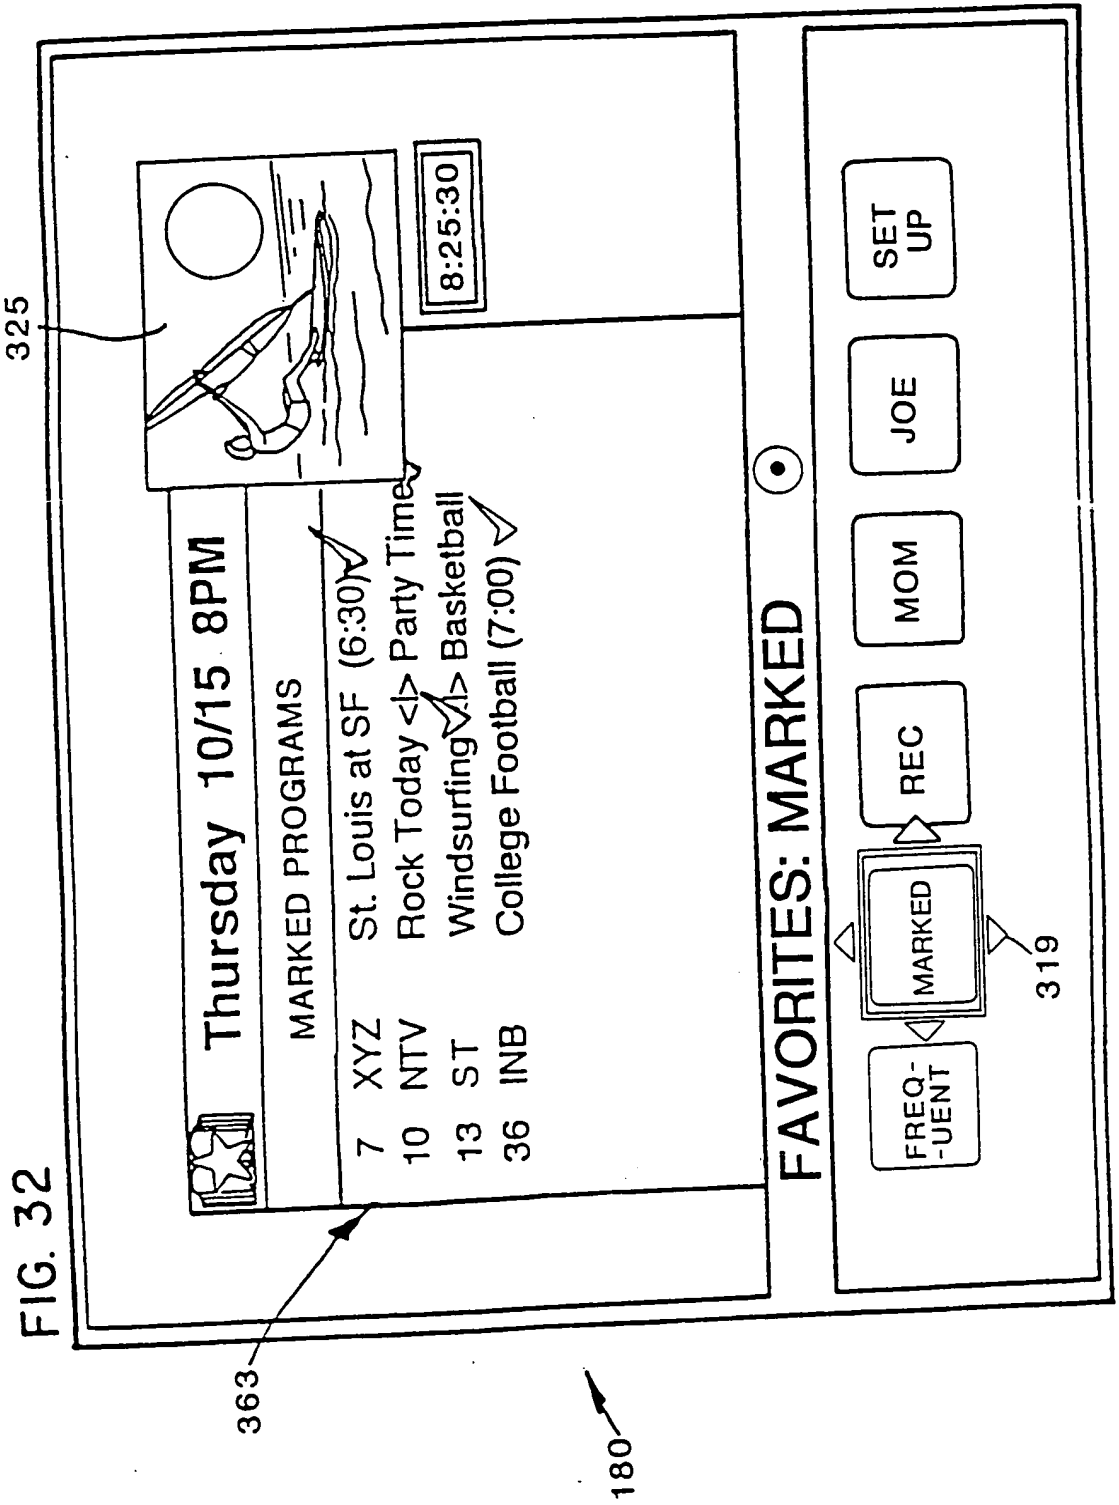 FIG. 32
325
Thursday 10/15 8PM
MARKED PROGRAMS
7 XYZ St. Louis at SF (6:30)
10 NTV Rock Today <|> Party Time
13 ST Windsurfing <|> Basketball
36 INB College Football (7:00)
8:25:30
363
FAVORITES: MARKED
FREQ-
-UENT
MARKED
REC
MOM
JOE
SET
UP
319
180